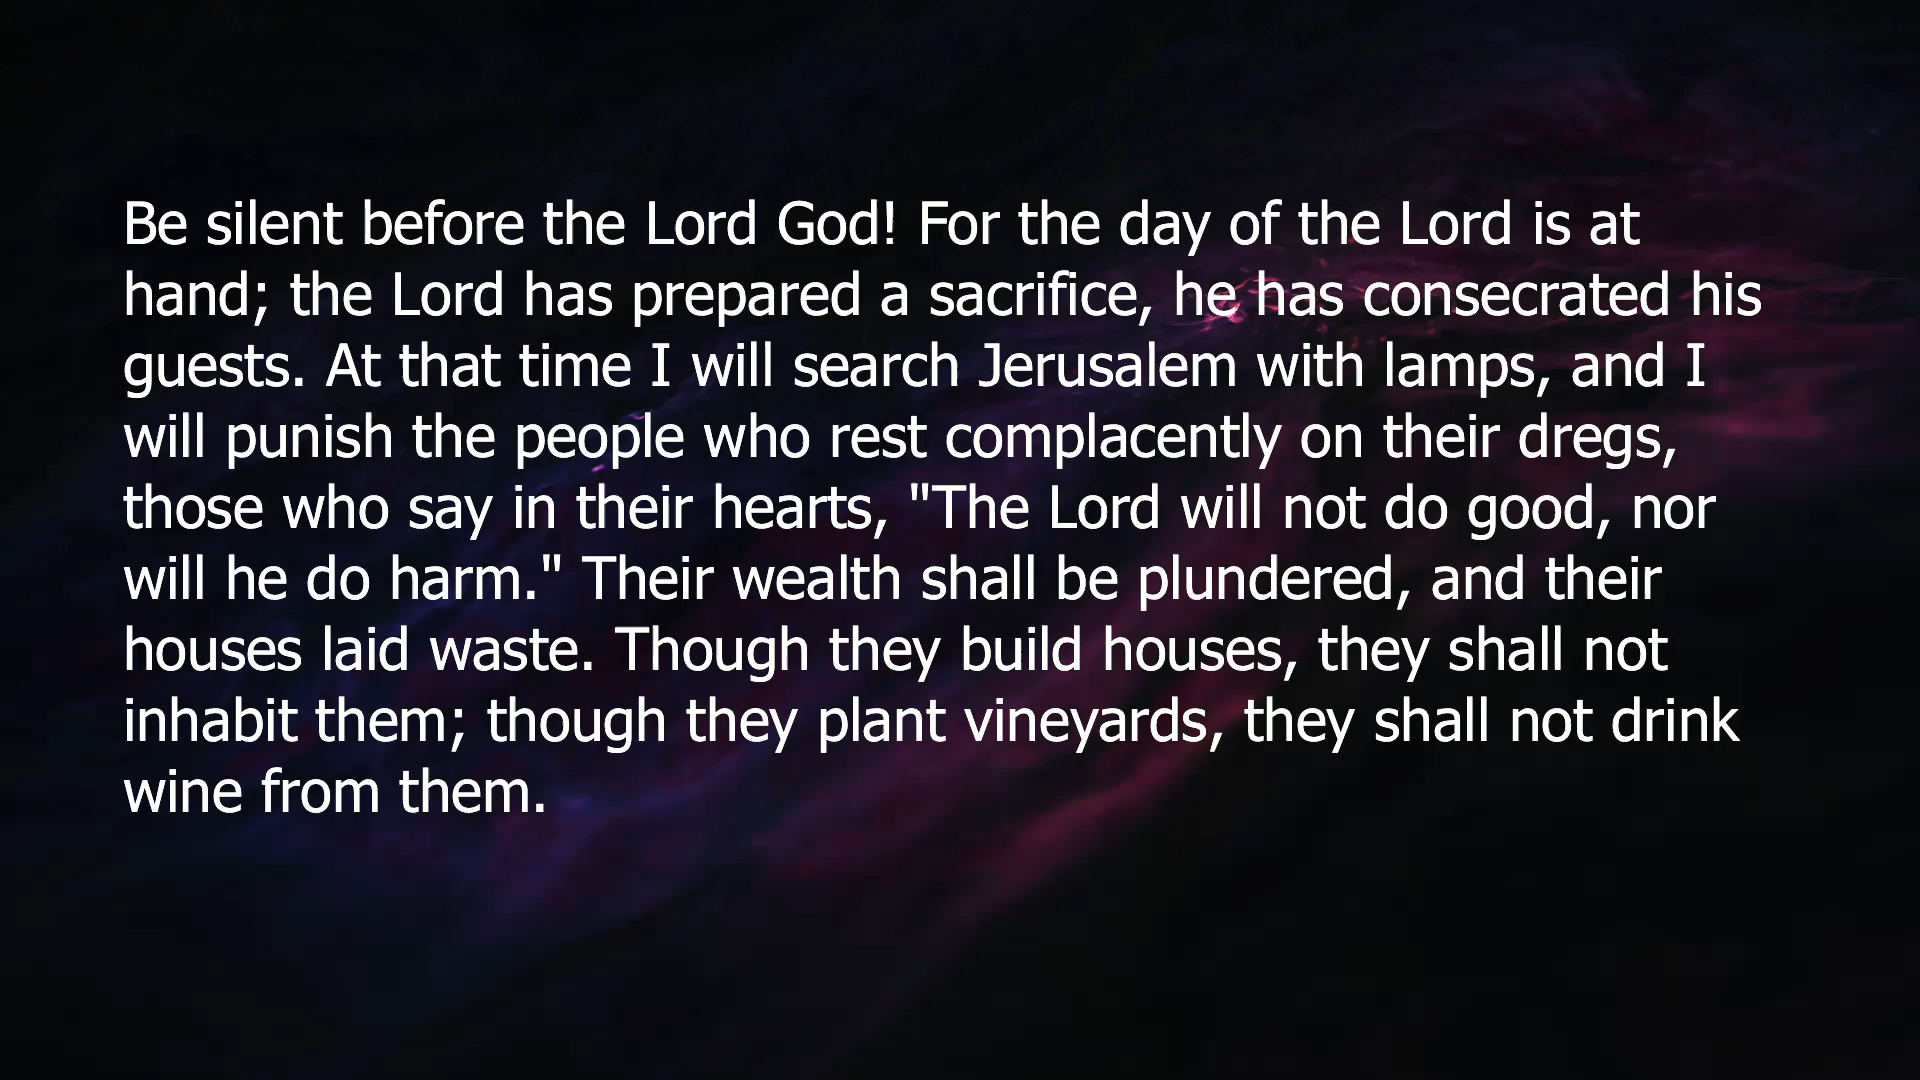 Be silent before the Lord God! For the day of the Lord is at
hand; the Lord has prepared a sacrifice, he has consecrated his
guests. At that time I will search Jerusalem with lamps, and I
will punish the people who rest complacently on their dregs,
those who say in their hearts, "The Lord will not do good, nor
will he do harm." Their wealth shall be plundered, and their
houses laid waste. Though they build houses, they shall not
inhabit them; though they plant vineyards, they shall not drink
wine from them.